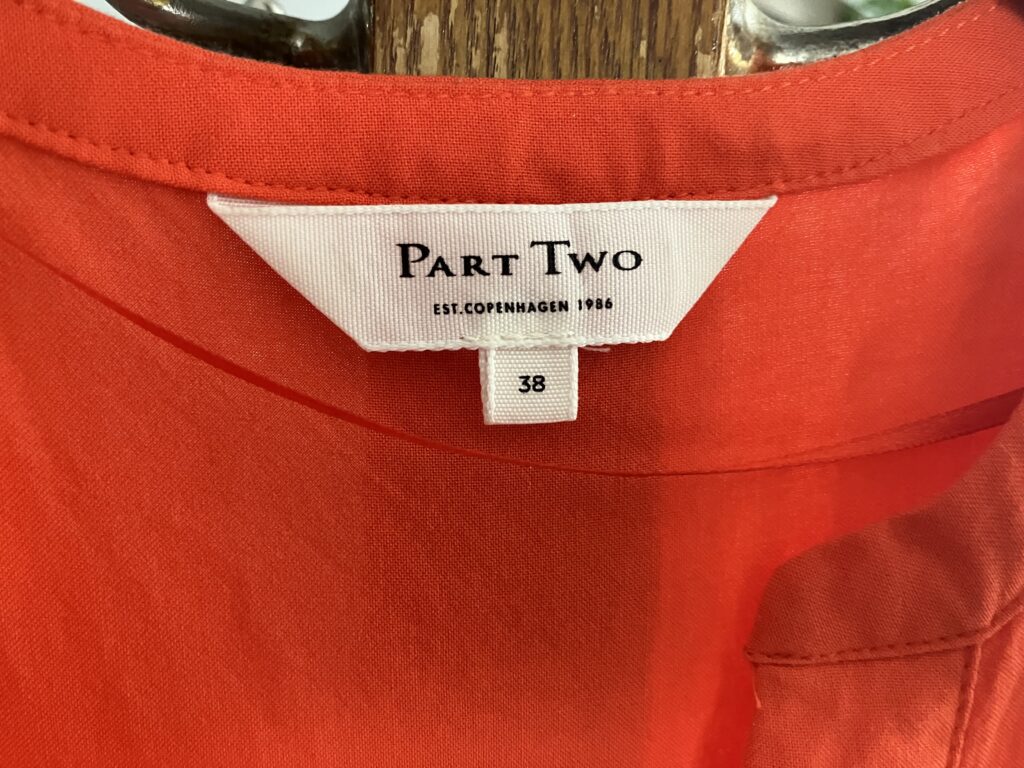 PART TWO
EST. COPENHAGEN 1986
38